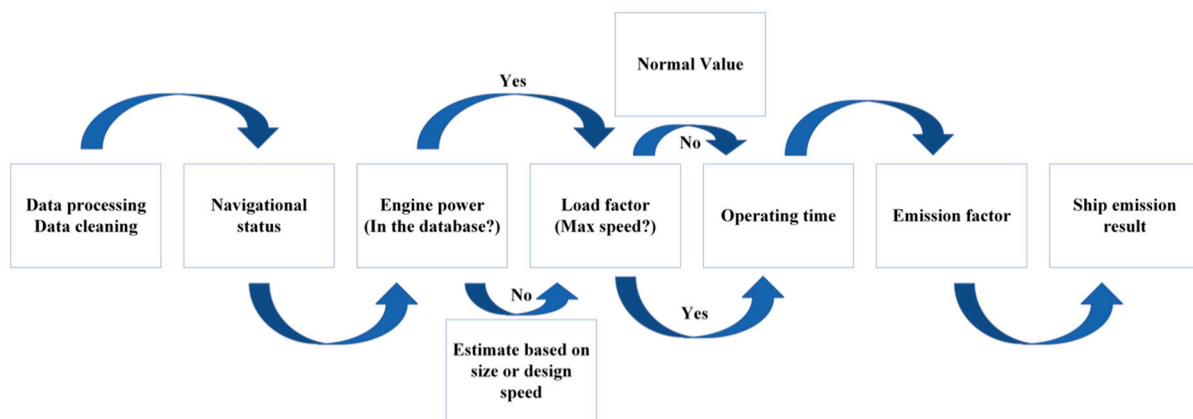 Normal Value
Yes
No
Data processing
Data cleaning
Navigational
status
Engine power
(In the database?)
Load factor
(Max speed?)
Operating time
Emission factor
Ship emission
result
No
Yes
Estimate based on
size or design
speed